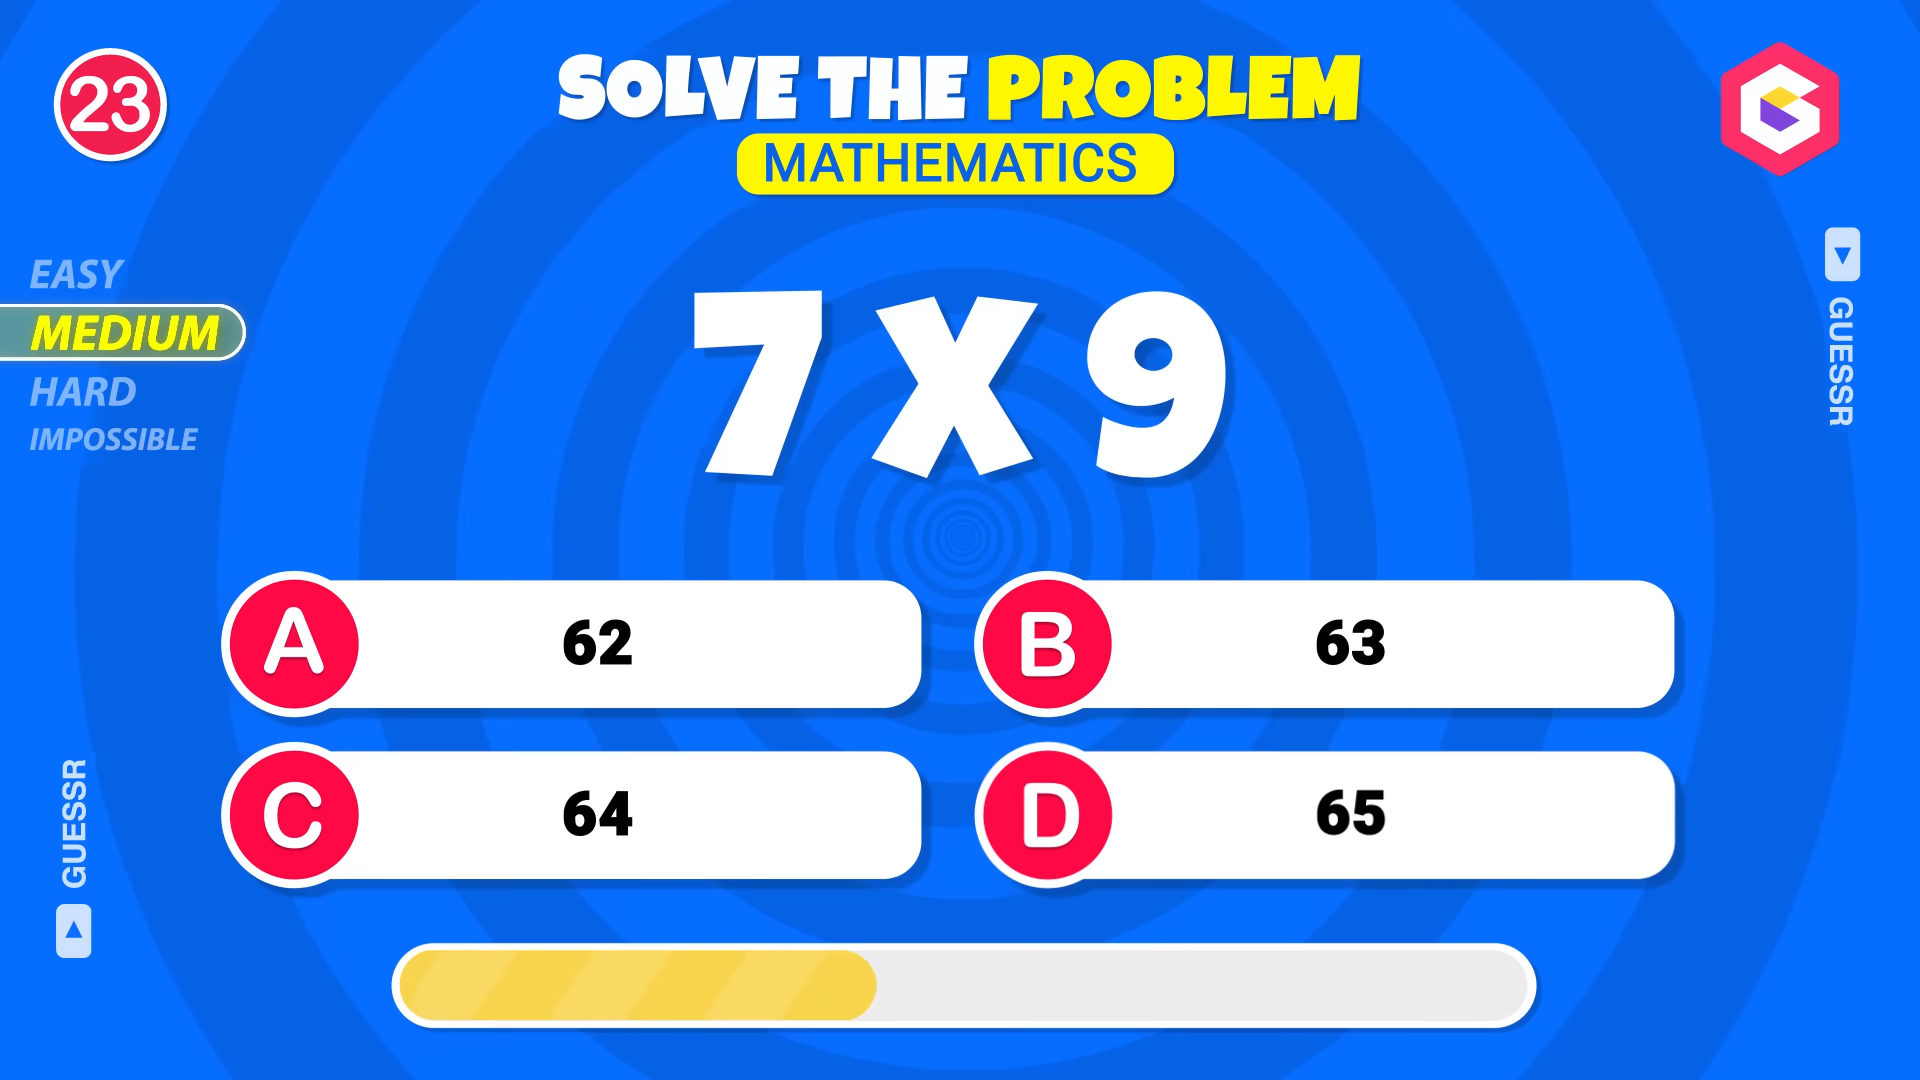 23
SOLVE THE PROBLEM
MATHEMATICS
EASY
MEDIUM
HARD
IMPOSSIBLE
7 X 9
GUESSR
A 62
B 63
C 64
D 65
GUESSR